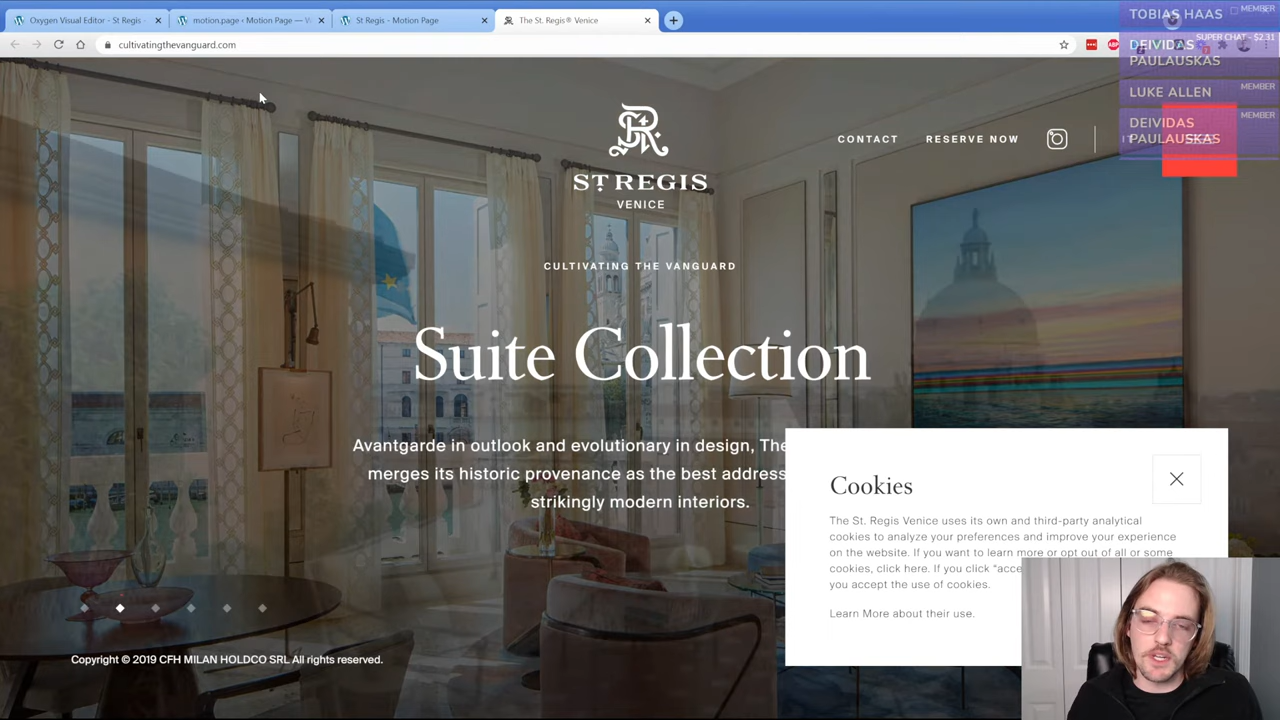 Oxygen Visual Editor - St Regis -
motion.page ‹ Motion Page — W
St Regis - Motion Page
The St. Regis® Venice
cultivatingthevanguard.com
TOBIAS HAAS
MEMBER
DEIVIDAS
PAULAUSKAS
SUPER CHAT - $2.31
LUKE ALLEN
MEMBER
DEIVIDAS
PAULAUSKAS
MEMBER
ST REGIS
VENICE
CONTACT
RESERVE NOW
IT
CULTIVATING THE VANGUARD
Suite Collection
Avantgarde in outlook and evolutionary in design, The
merges its historic provenance as the best address
strikingly modern interiors.
Cookies
The St. Regis Venice uses its own and third-party analytical
cookies to analyze your preferences and improve your experience
on the website. If you want to learn more or opt out of all or some
cookies, click here. If you click "acce
you accept the use of cookies.
Learn More about their use.
Copyright © 2019 CFH MILAN HOLDCO SRL All rights reserved.